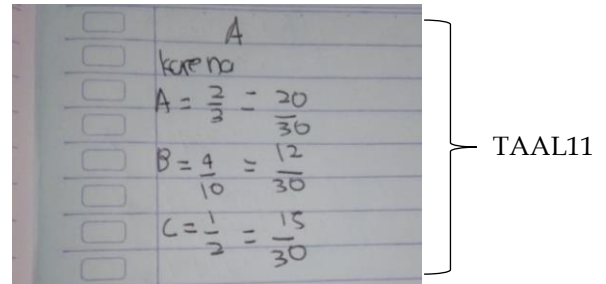 A
karena
A = 2/3 = 20/30
B = 4/10 = 12/30
C = 1/2 = 15/30
TAAL11